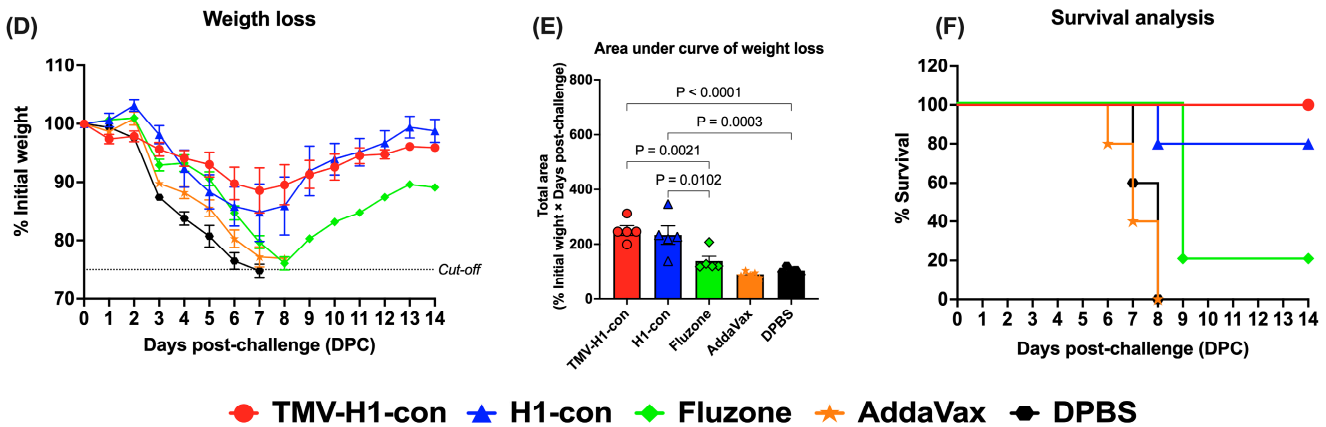 (D)
Weigth loss
% Initial weight
110
100
90
80
70
Cut-off
0 1 2 3 4 5 6 7 8 9 10 11 12 13 14
Days post-challenge (DPC)
(E)
Area under curve of weight loss
Total area
(% Initial wight × Days post-challenge)
800
600
400
200
0
P < 0.0001
P = 0.0003
P = 0.0021
P = 0.0102
TMV-H1-con
H1-con
Fluzone
AddaVax
DPBS
(F)
Survival analysis
% Survival
120
100
80
60
40
20
0
0 1 2 3 4 5 6 7 8 9 10 11 12 13 14
Days post-challenge (DPC)
TMV-H1-con H1-con Fluzone AddaVax DPBS